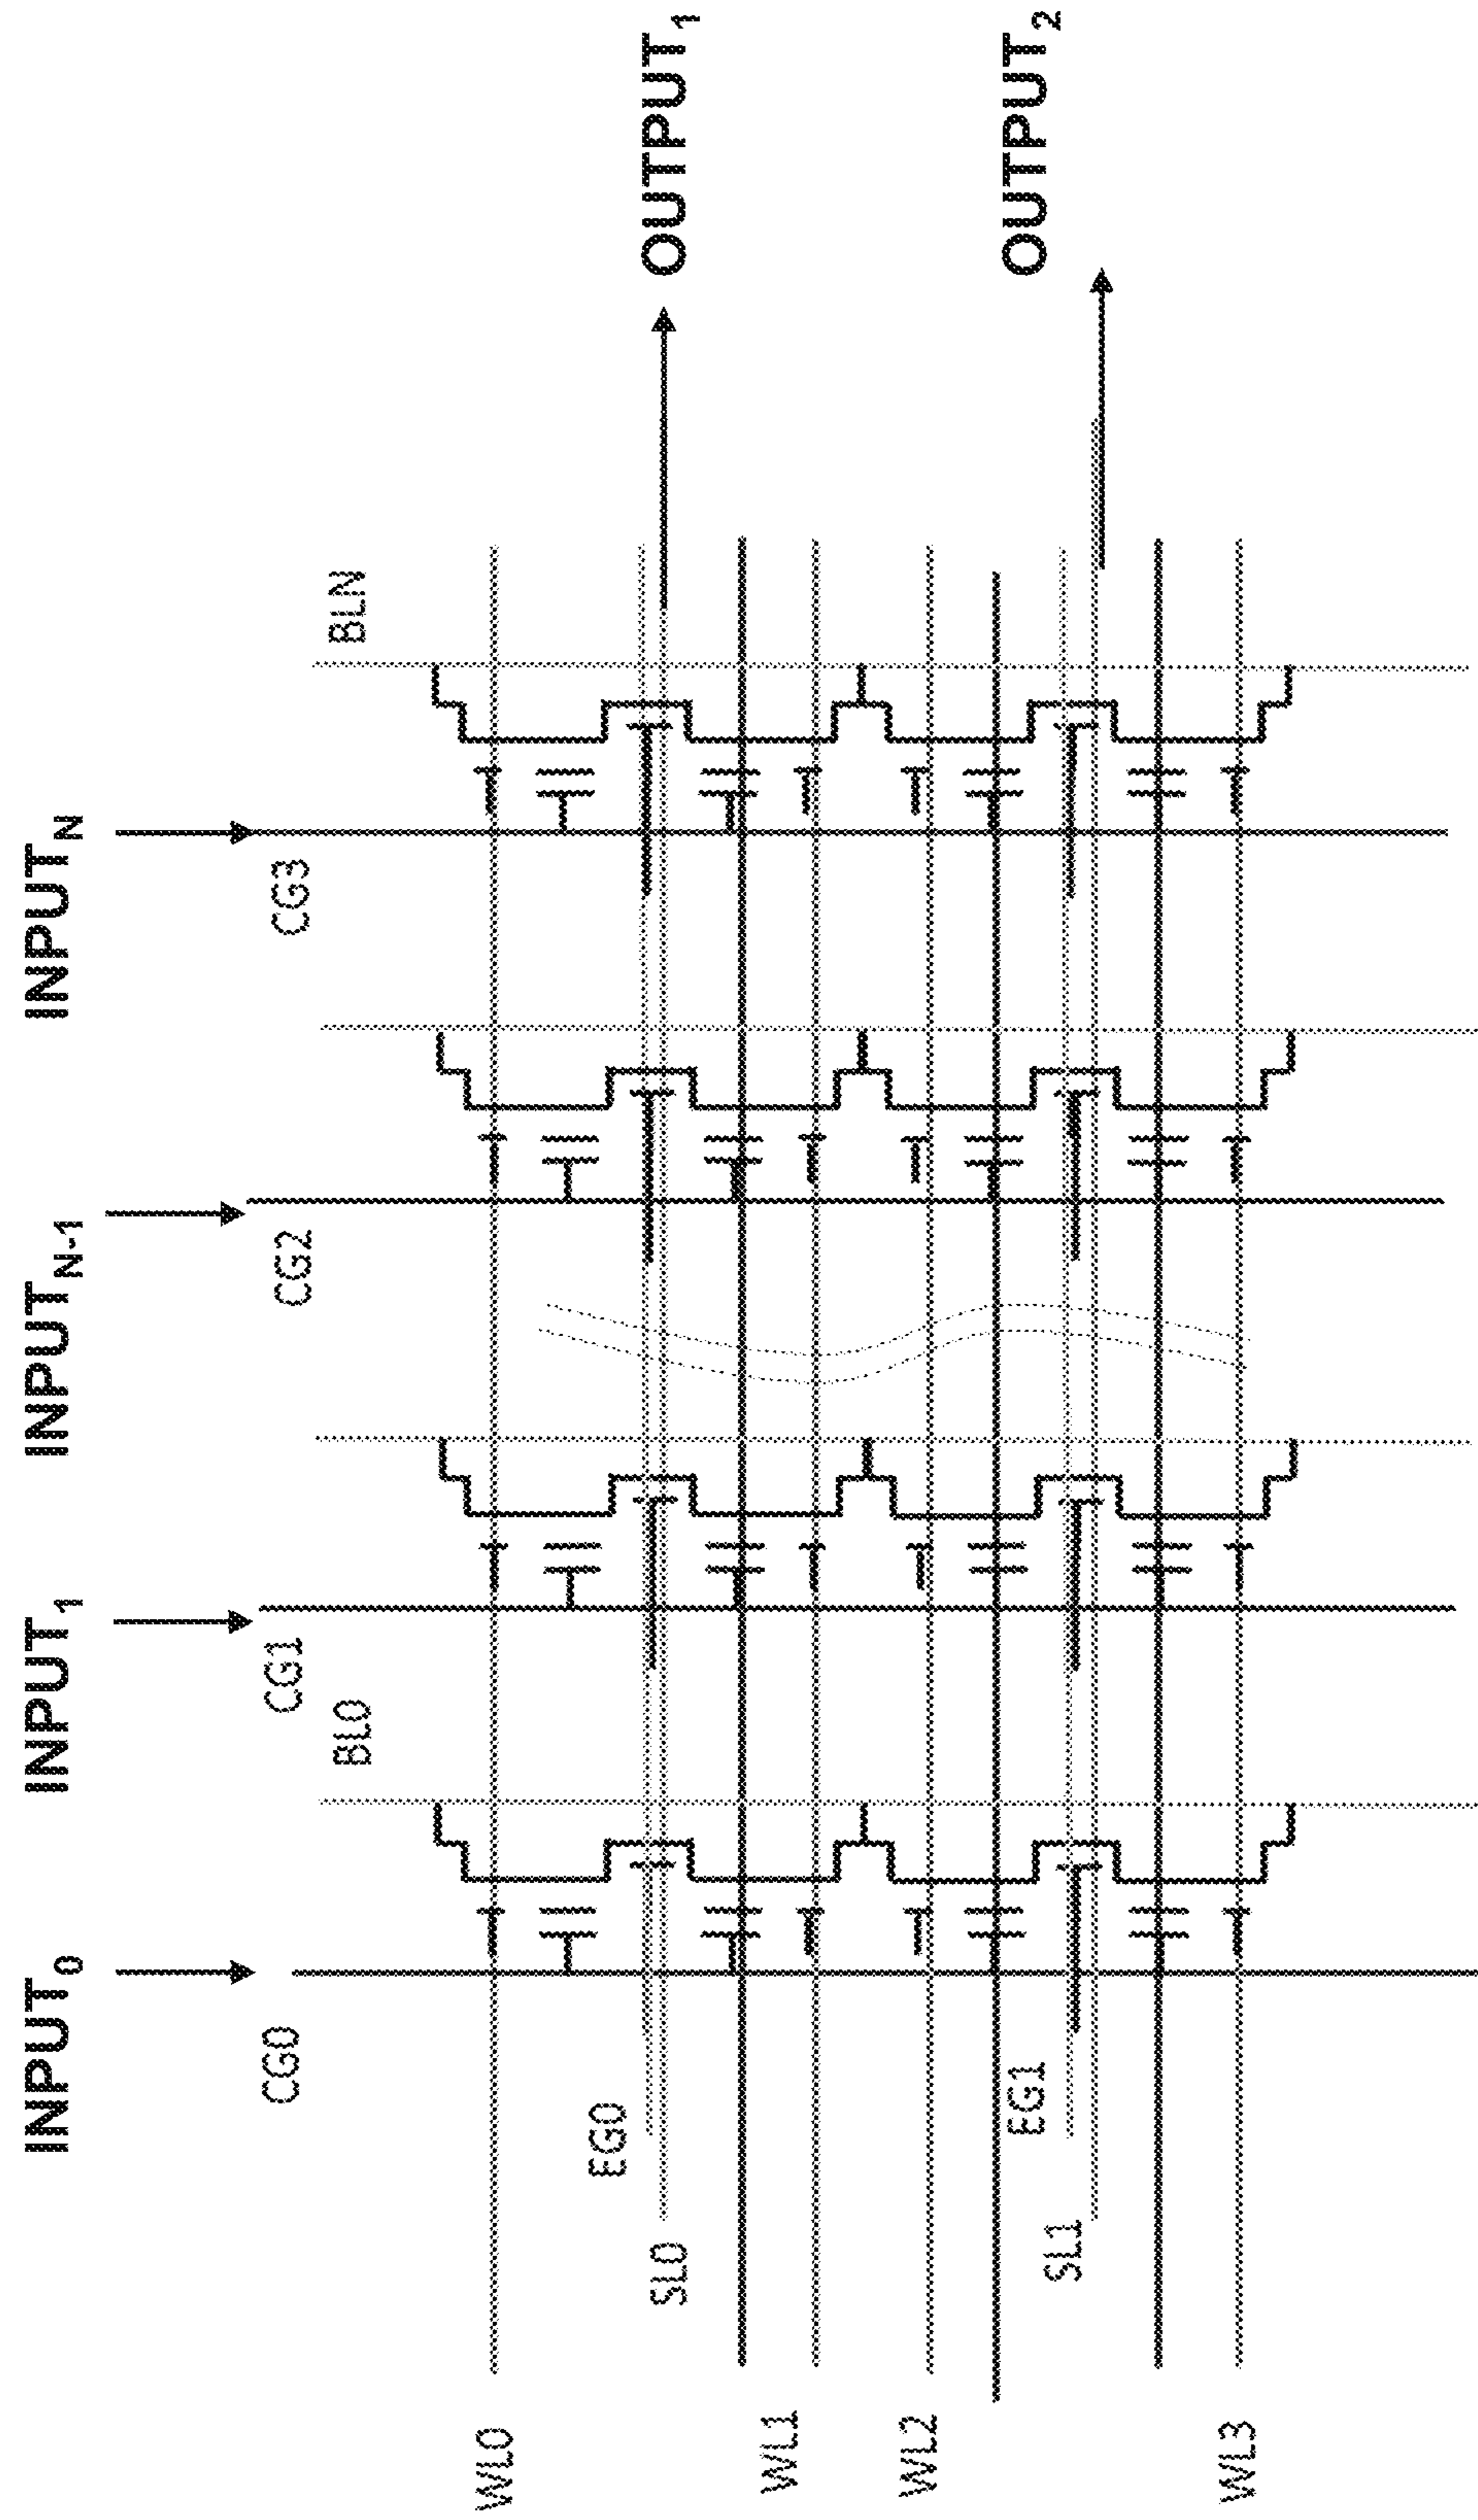 INPUT0
INPUT1
INPUTN-1
INPUTN
CG0
CG1
CG2
CG3
BL0
BLN
WL0
EG0
SL0
OUTPUT1
WL1
WL2
EG1
SL1
OUTPUT2
WL3